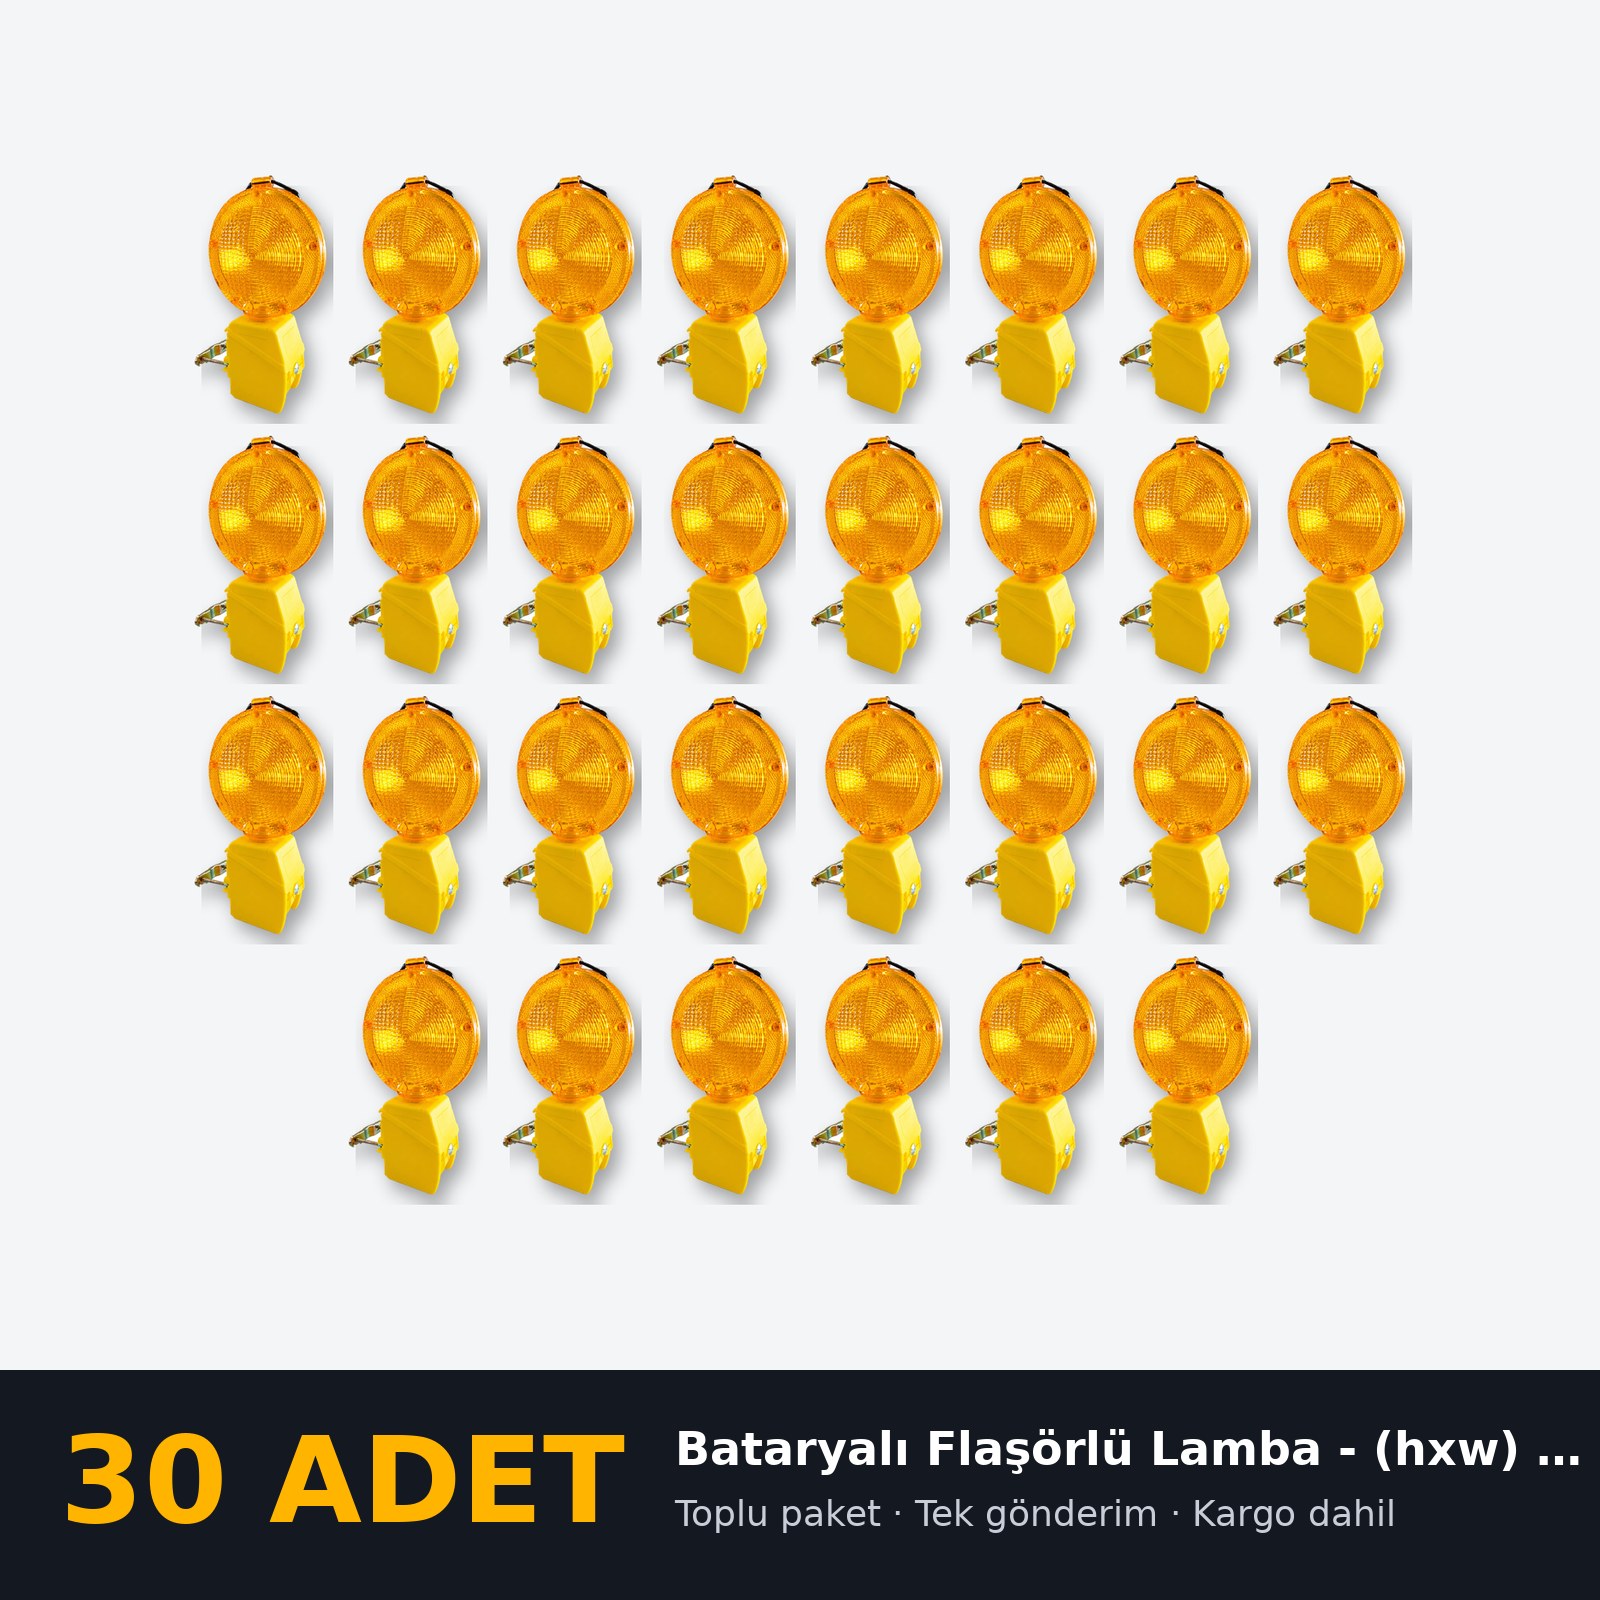 30 ADET
Bataryalı Flaşörlü Lamba - (hxw) …
Toplu paket · Tek gönderim · Kargo dahil